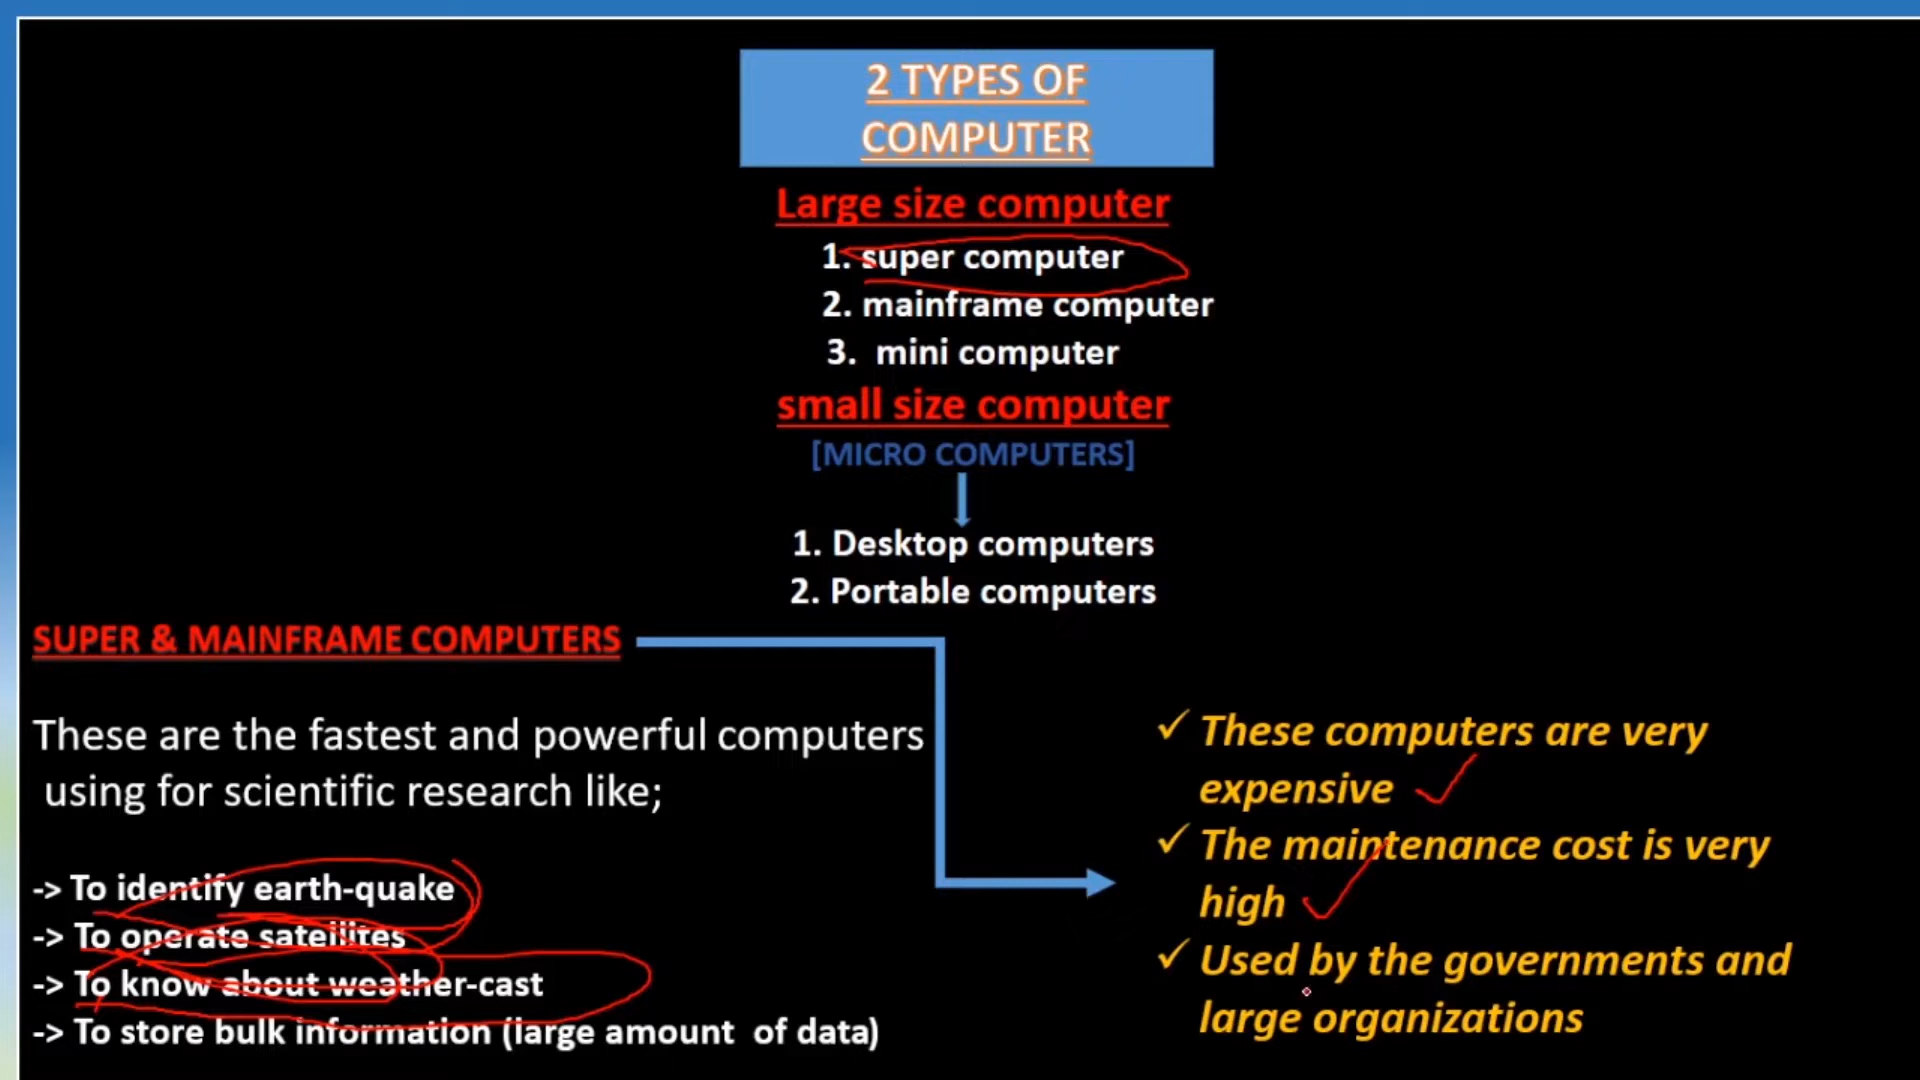 2 TYPES OF
COMPUTER
Large size computer
1. super computer
2. mainframe computer
3. mini computer
small size computer
[MICRO COMPUTERS]
1. Desktop computers
2. Portable computers
SUPER & MAINFRAME COMPUTERS
These are the fastest and powerful computers
using for scientific research like;
-> To identify earth-quake
-> To operate satellites
-> To know about weather-cast
-> To store bulk information (large amount of data)
✓ These computers are very
expensive
✓ The maintenance cost is very
high
✓ Used by the governments and
large organizations